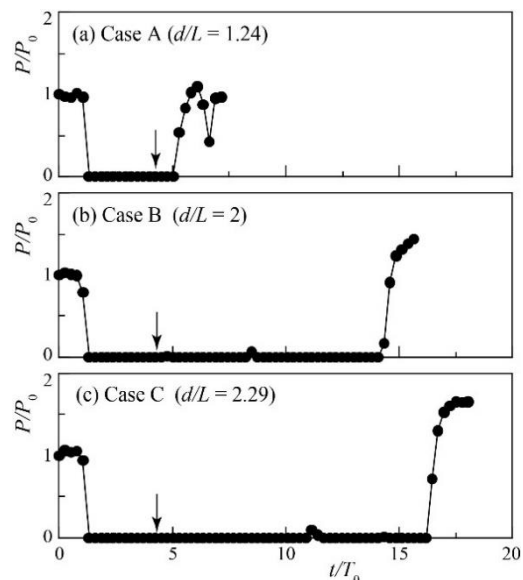 2
(a) Case A (d/L = 1.24)
P/P₀
1
0
2
(b) Case B (d/L = 2)
P/P₀
1
0
2
(c) Case C (d/L = 2.29)
P/P₀
1
0
0 5 10 15 20
t/T₀